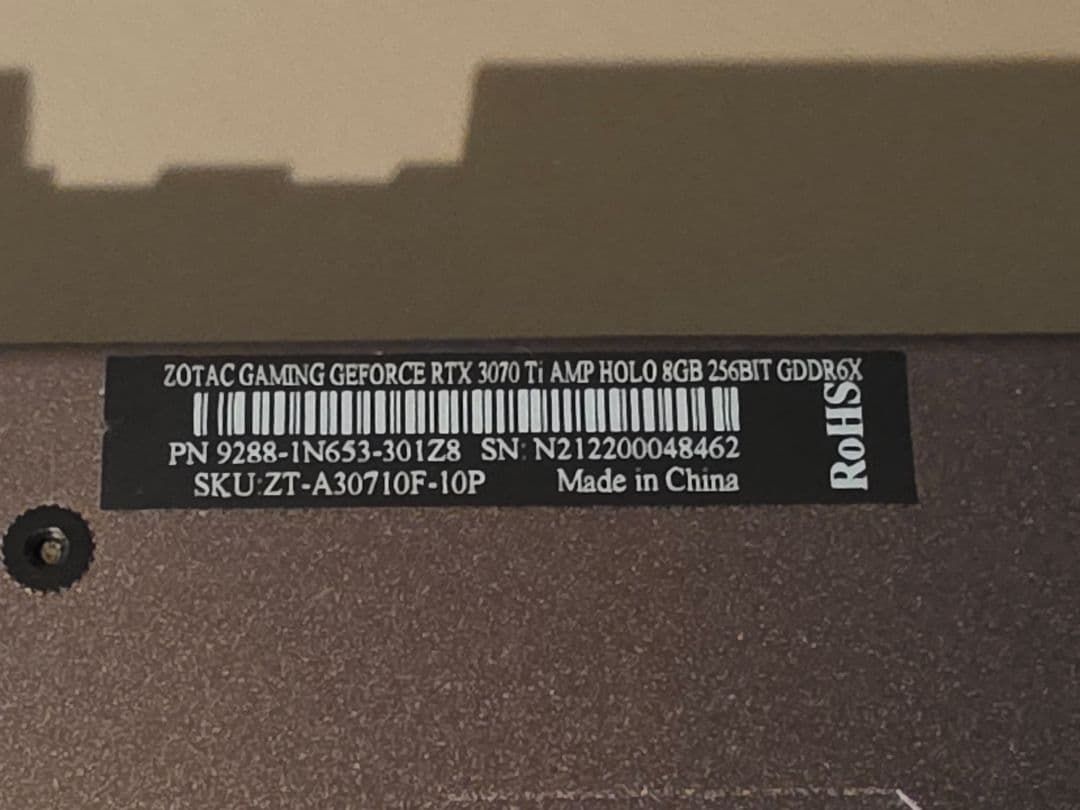 ZOTAC GAMING GEFORCE RTX 3070 Ti AMP HOLO 8GB 256BIT GDDR6X
PN 9288-1N653-301Z8 SN: N212200048462
SKU:ZT-A30710F-10P Made in China
RoHS